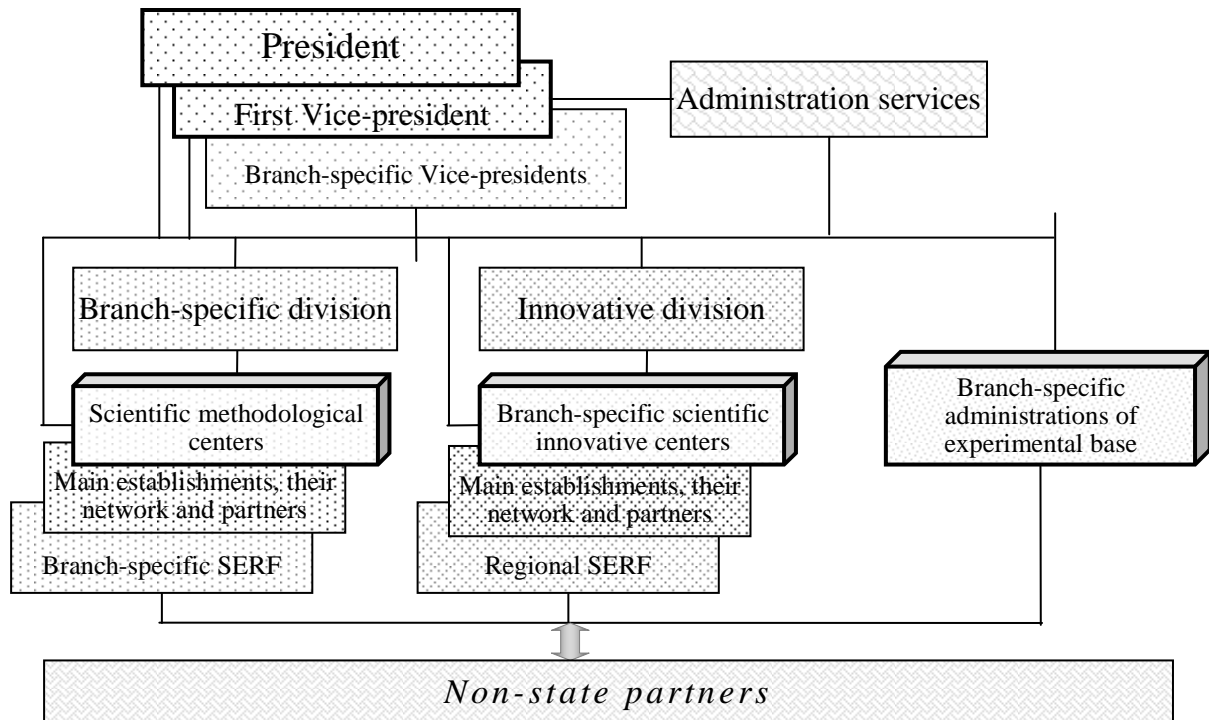 President
First Vice-president
Administration services
Branch-specific Vice-presidents
Branch-specific division
Innovative division
Scientific methodological
centers
Branch-specific scientific
innovative centers
Branch-specific
administrations of
experimental base
Main establishments, their
network and partners
Main establishments, their
network and partners
Branch-specific SERF
Regional SERF
Non-state partners